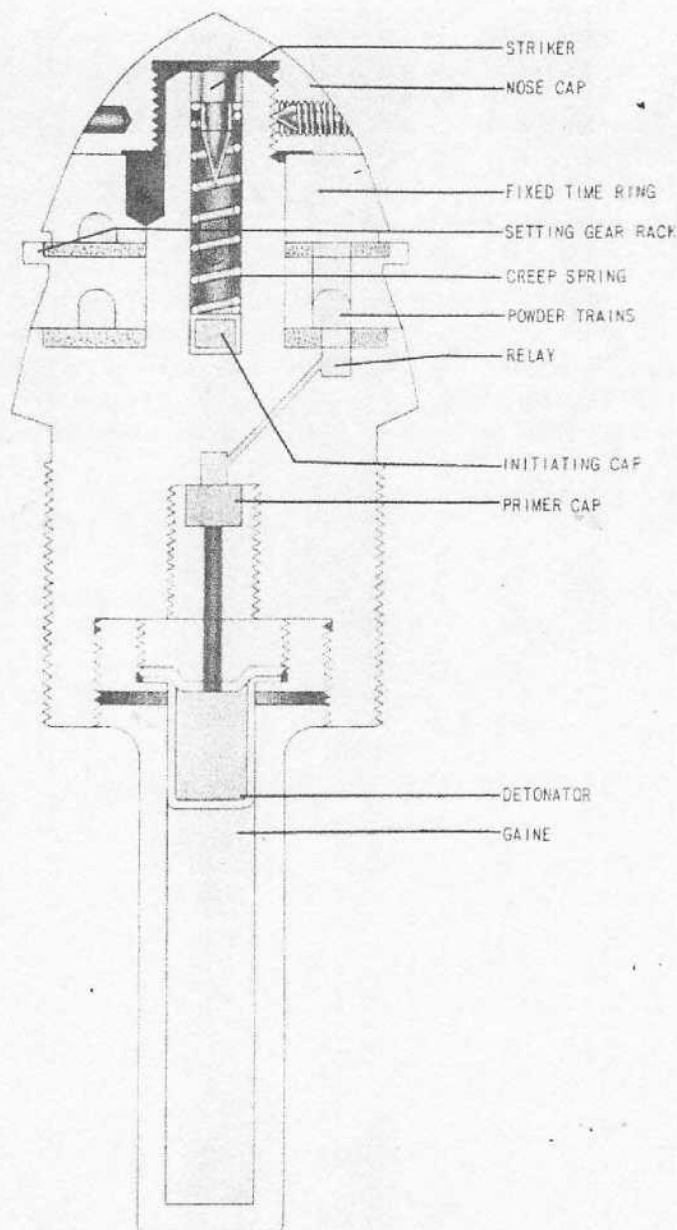 STRIKER
NOSE CAP
FIXED TIME RING
SETTING GEAR RACK
CREEP SPRING
POWDER TRAINS
RELAY
INITIATING CAP
PRIMER CAP
DETONATOR
GAINE